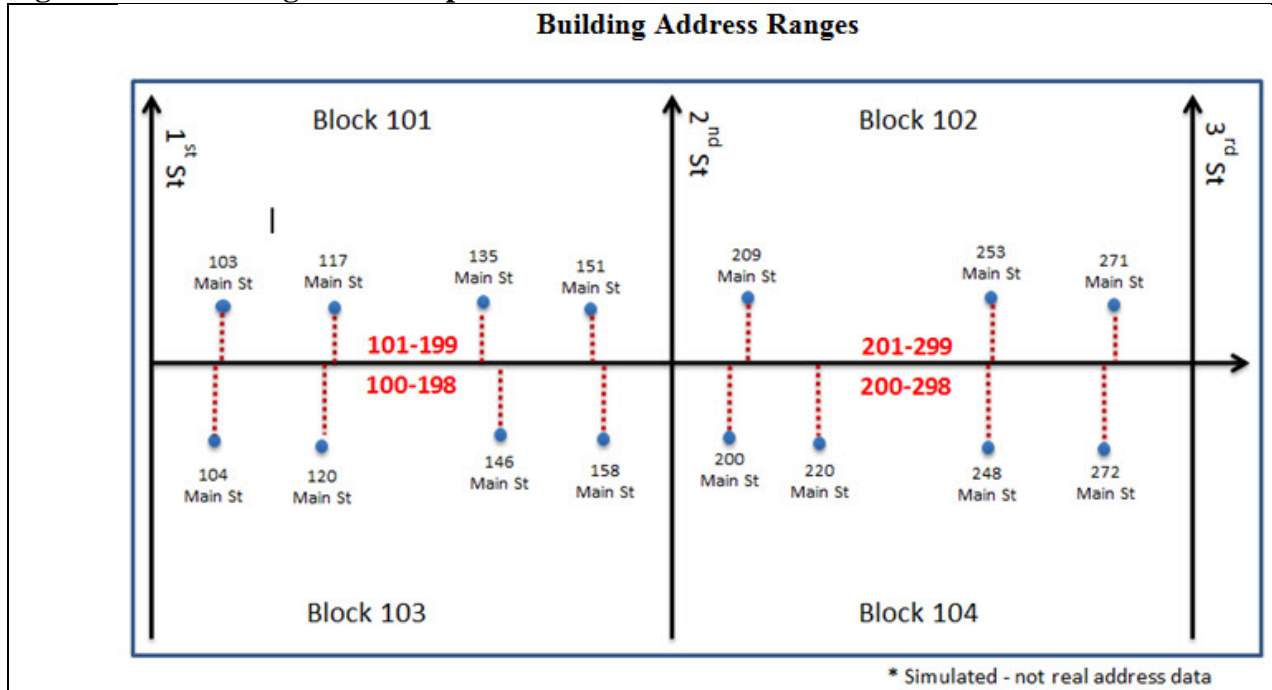 Building Address Ranges
Block 101
Block 102
1st St
2nd St
3rd St
103
Main St
117
Main St
135
Main St
151
Main St
209
Main St
253
Main St
271
Main St
101-199
201-299
100-198
200-298
104
Main St
120
Main St
146
Main St
158
Main St
200
Main St
220
Main St
248
Main St
272
Main St
Block 103
Block 104
* Simulated - not real address data